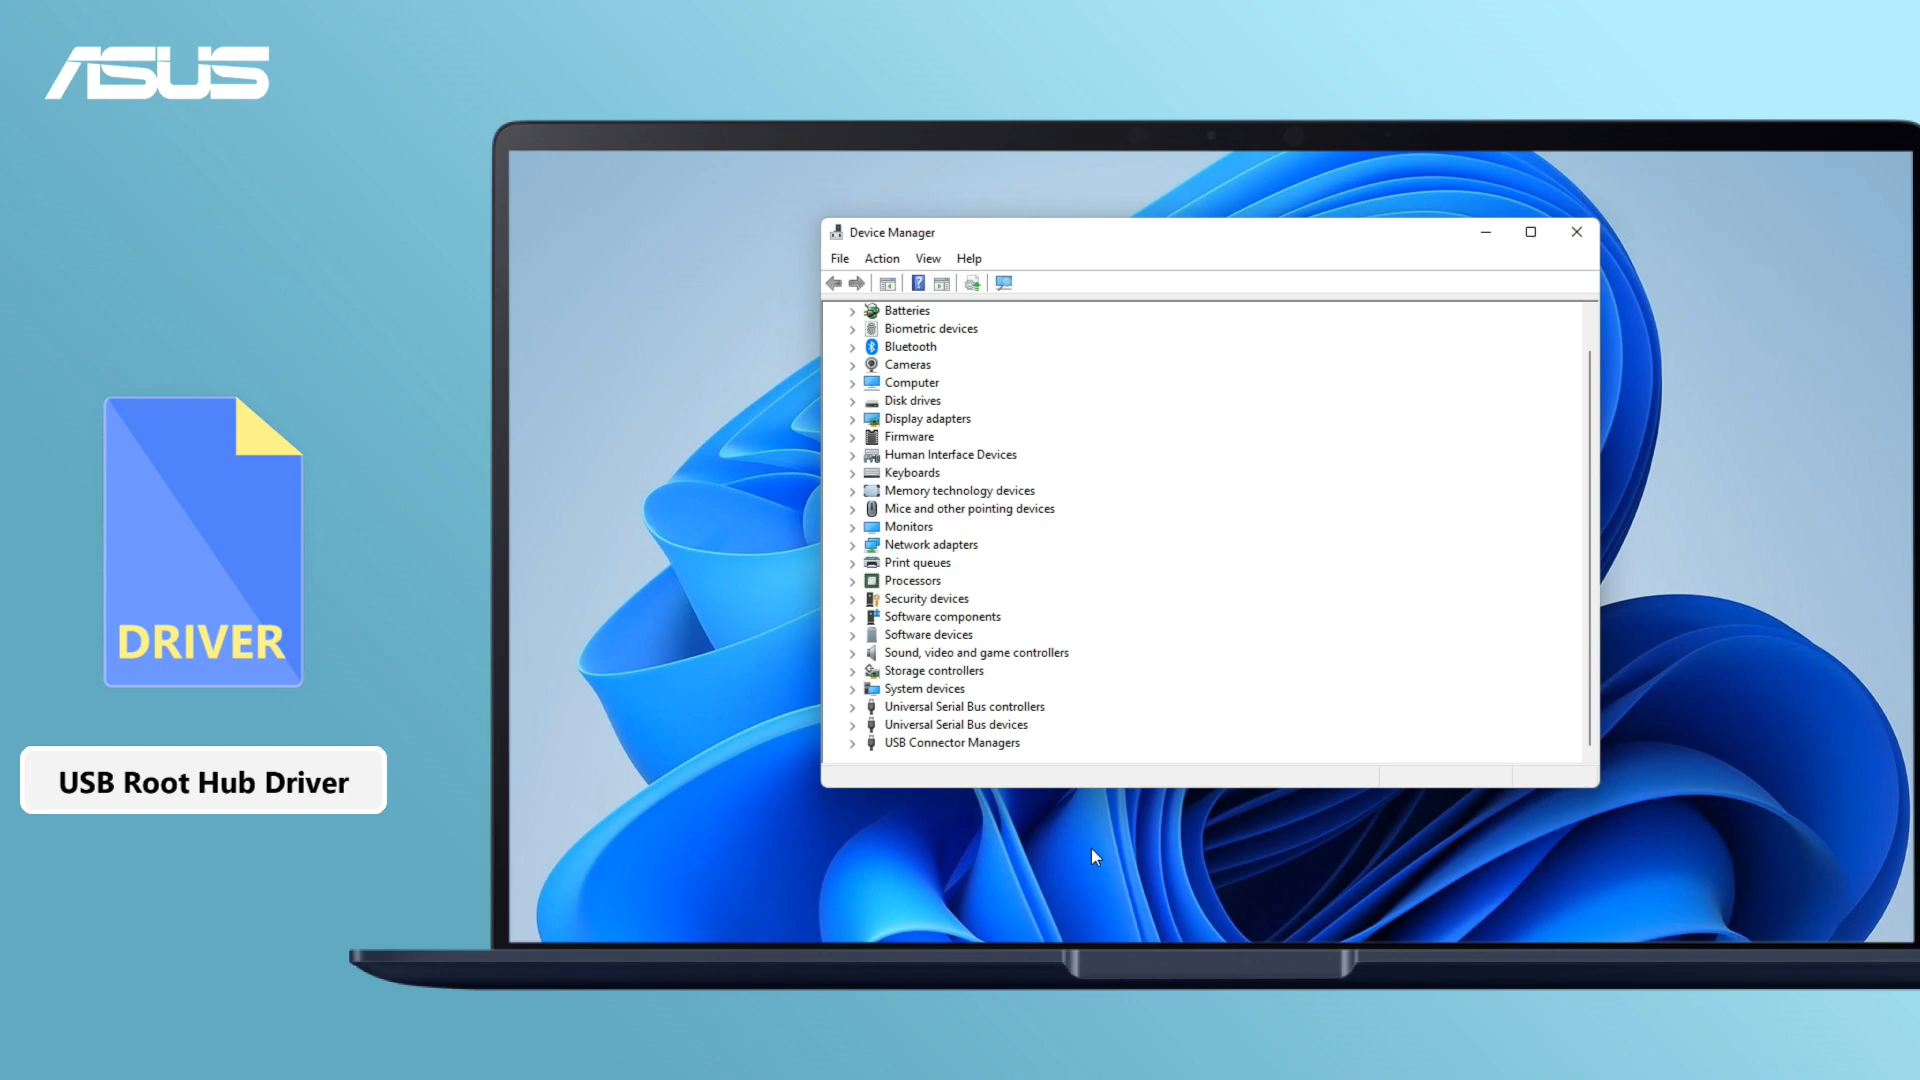 ASUS
DRIVER
USB Root Hub Driver
Device Manager
File Action View Help
Batteries
Biometric devices
Bluetooth
Cameras
Computer
Disk drives
Display adapters
Firmware
Human Interface Devices
Keyboards
Memory technology devices
Mice and other pointing devices
Monitors
Network adapters
Print queues
Processors
Security devices
Software components
Software devices
Sound, video and game controllers
Storage controllers
System devices
Universal Serial Bus controllers
Universal Serial Bus devices
USB Connector Managers